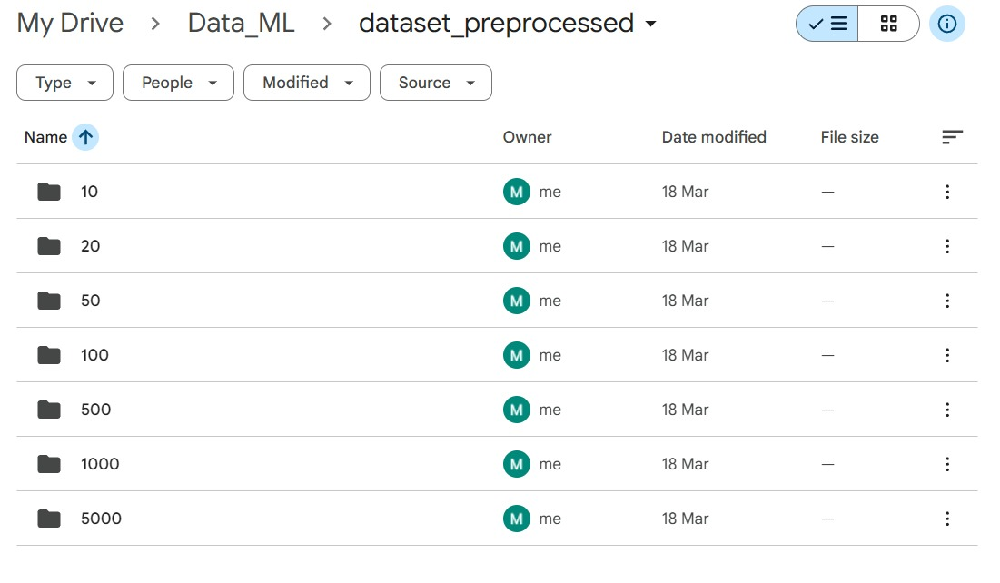 My Drive > Data_ML > dataset_preprocessed
Type People Modified Source
Name Owner Date modified File size
10 M me 18 Mar —
20 M me 18 Mar —
50 M me 18 Mar —
100 M me 18 Mar —
500 M me 18 Mar —
1000 M me 18 Mar —
5000 M me 18 Mar —